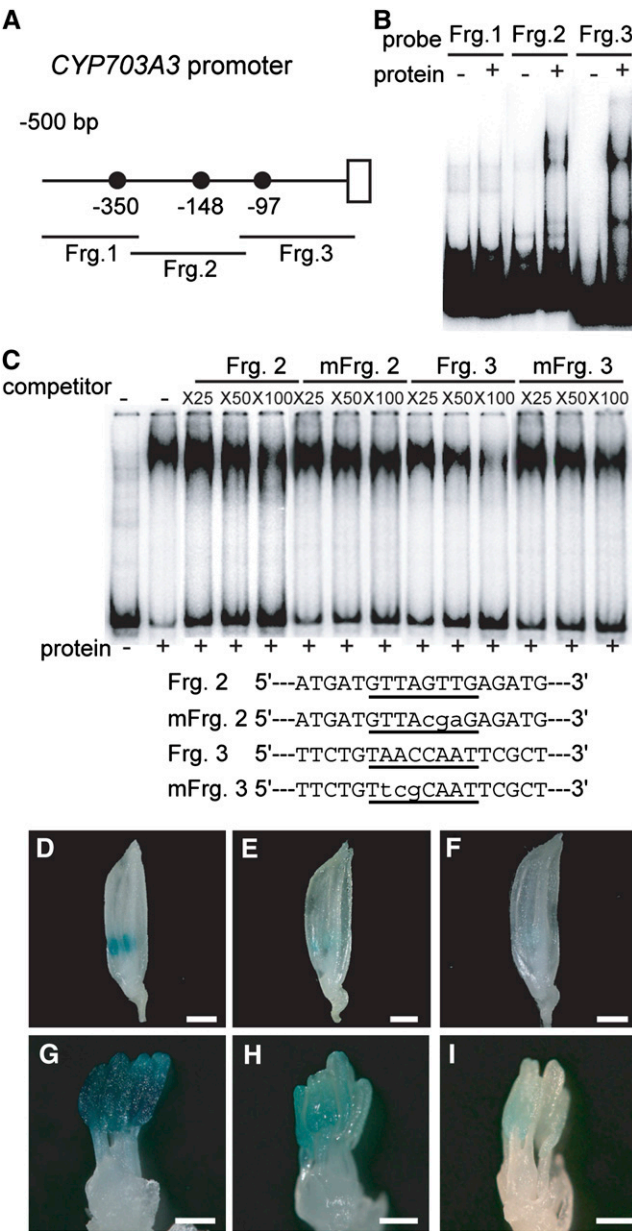 A
CYP703A3 promoter
-500 bp
-350 -148 -97
Frg.1 Frg.2 Frg.3
B
probe Frg.1 Frg.2 Frg.3
protein - + - + - +
C
Frg. 2 mFrg. 2 Frg. 3 mFrg. 3
competitor - - X25 X50 X100 X25 X50 X100 X25 X50 X100 X25 X50 X100
protein - + + + + + + + + + + + + +
Frg. 2 5'---ATGATGTTAGTTGAGATG---3'
mFrg. 2 5'---ATGATGTTAcgaGAGATG---3'
Frg. 3 5'---TTCTGTAACCAATTCGCT---3'
mFrg. 3 5'---TTCTGTtcgCAATTCGCT---3'
D E F
G H I